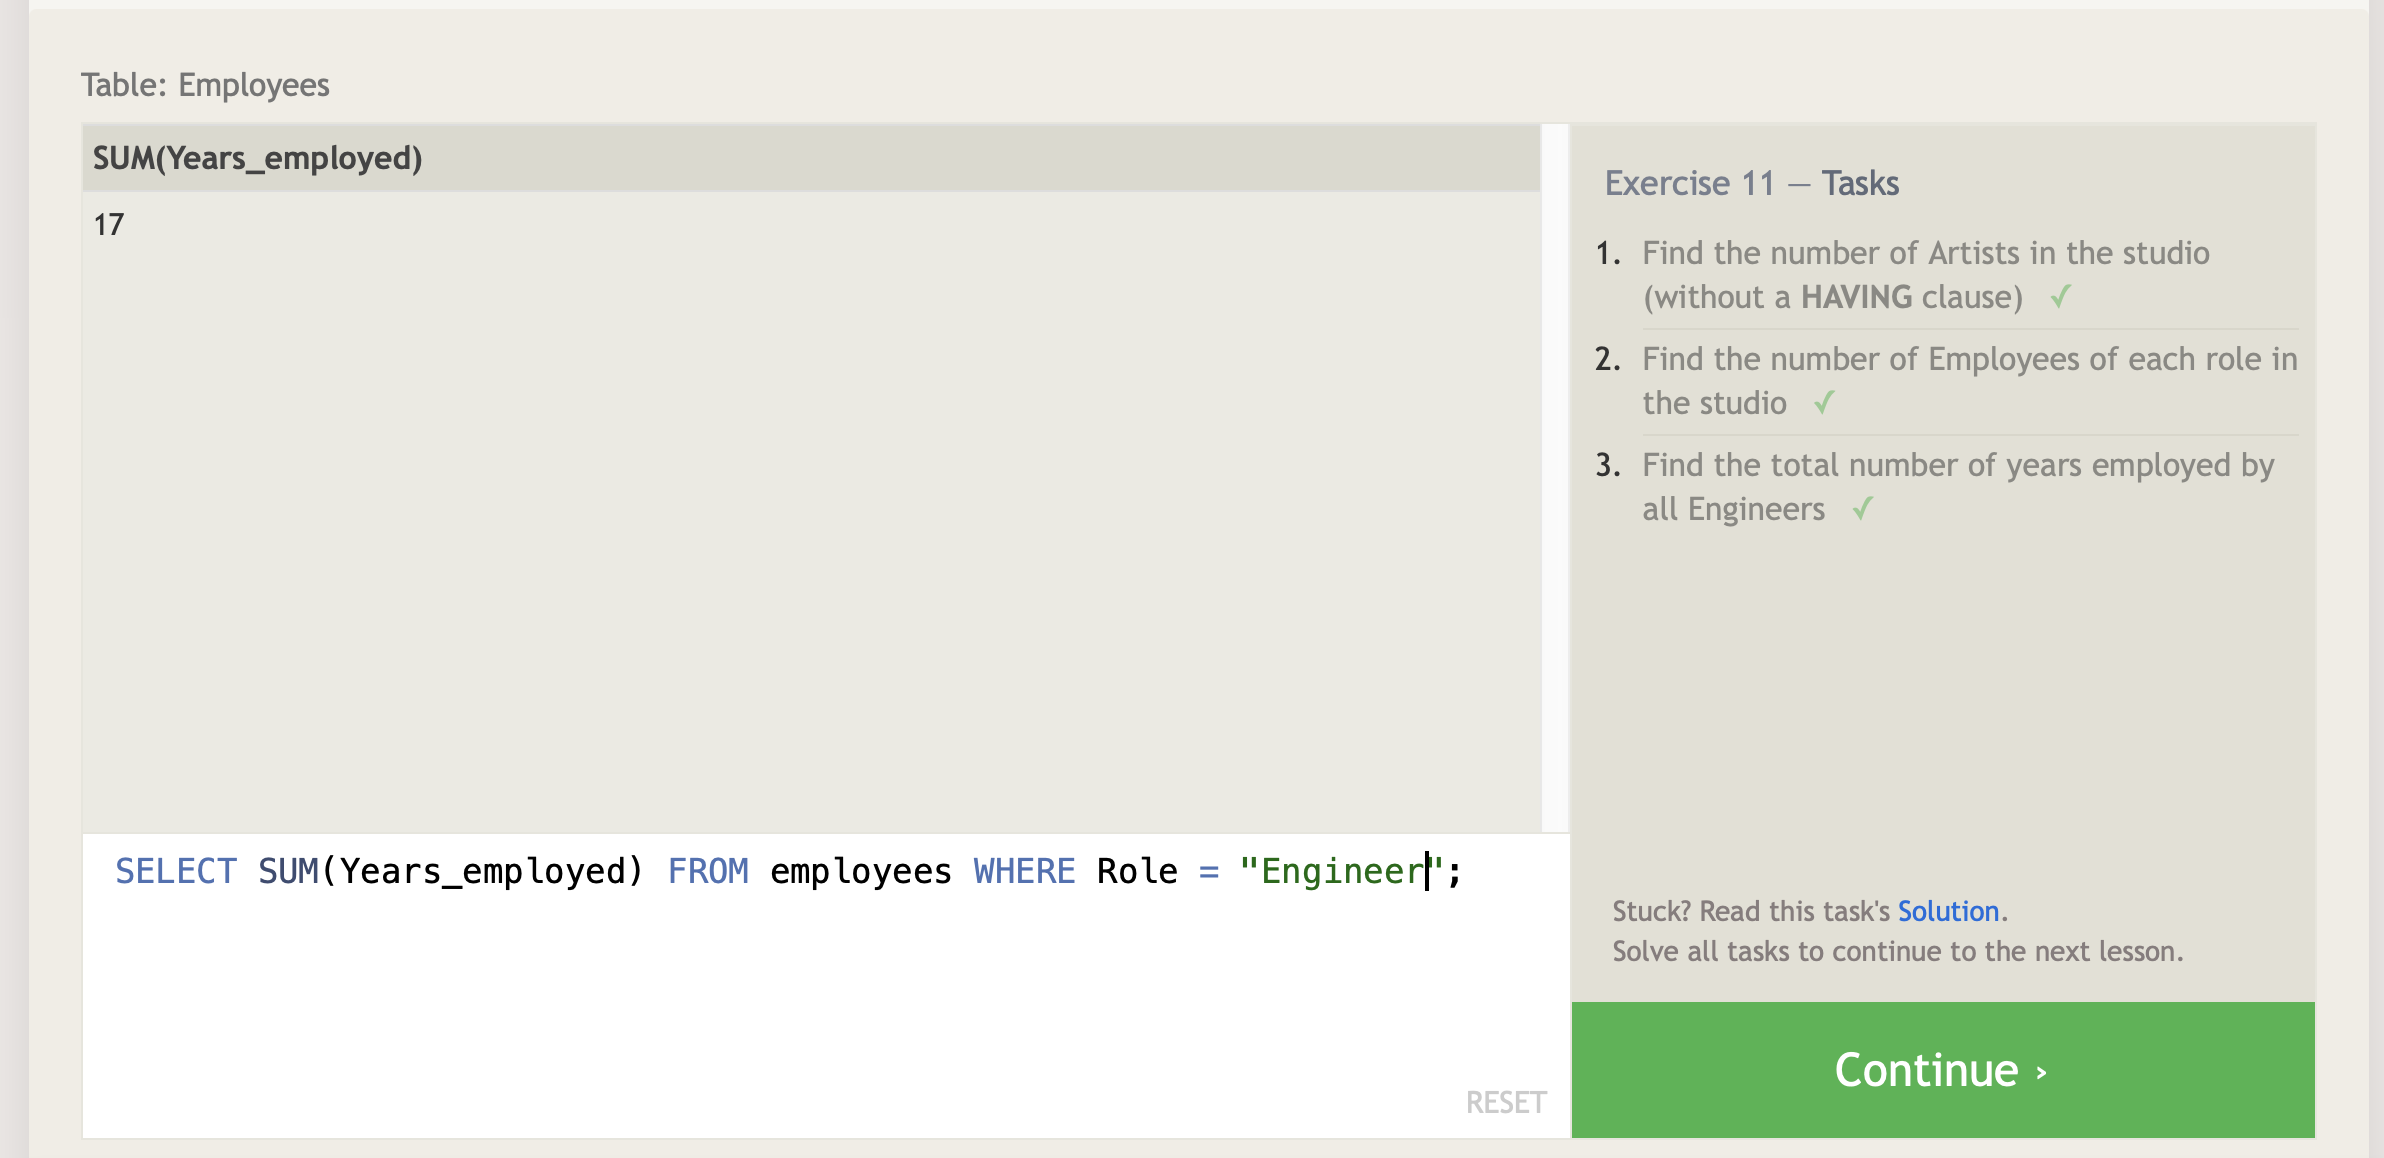 Table: Employees
SUM(Years_employed)
17
Exercise 11 — Tasks
1. Find the number of Artists in the studio
(without a HAVING clause) ✓
2. Find the number of Employees of each role in
the studio ✓
3. Find the total number of years employed by
all Engineers ✓
SELECT SUM(Years_employed) FROM employees WHERE Role = "Engineer";
RESET
Stuck? Read this task's Solution.
Solve all tasks to continue to the next lesson.
Continue ›